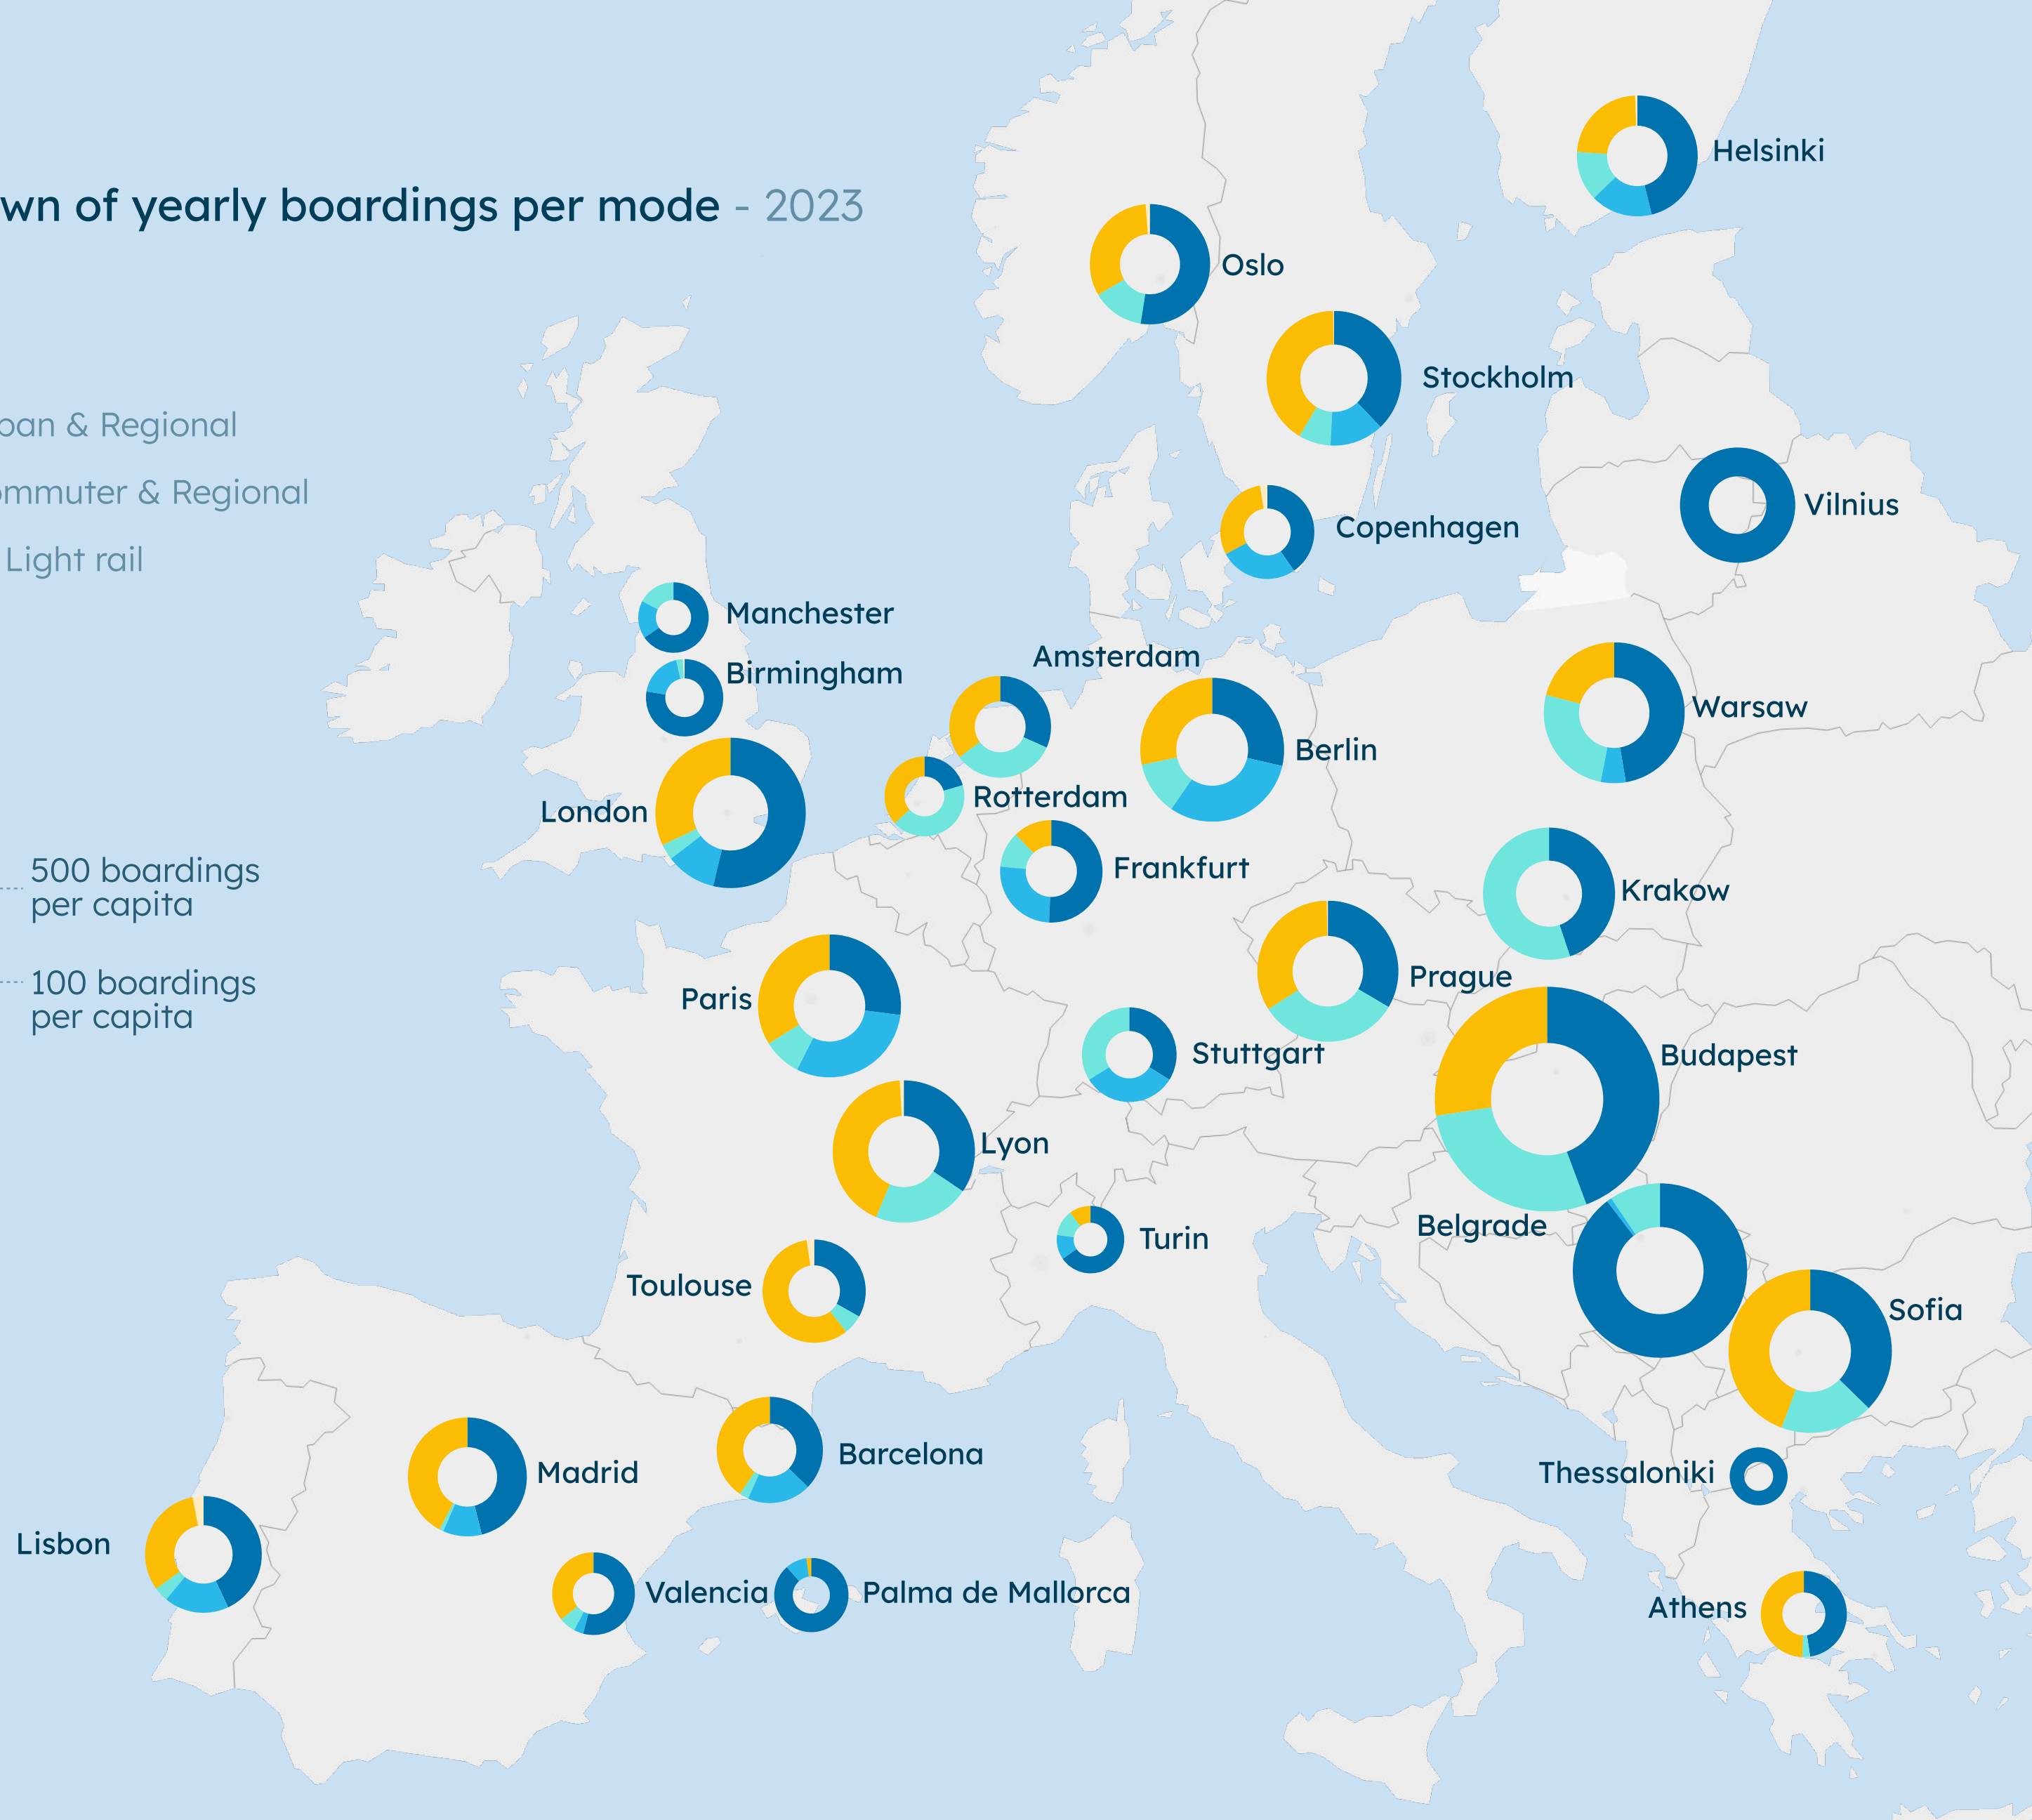 wn of yearly boardings per mode - 2023
& Regional
& Regional
Light rail
500 boardings
per capita
100 boardings
per capita
Helsinki
Oslo
Stockholm
Vilnius
Copenhagen
Manchester
Amsterdam
Birmingham
Warsaw
Berlin
Rotterdam
London
Frankfurt
Krakow
Prague
Paris
Stuttgart
Budapest
Lyon
Belgrade
Turin
Toulouse
Sofia
Barcelona
Madrid
Thessaloniki
Lisbon
Valencia
Palma de Mallorca
Athens